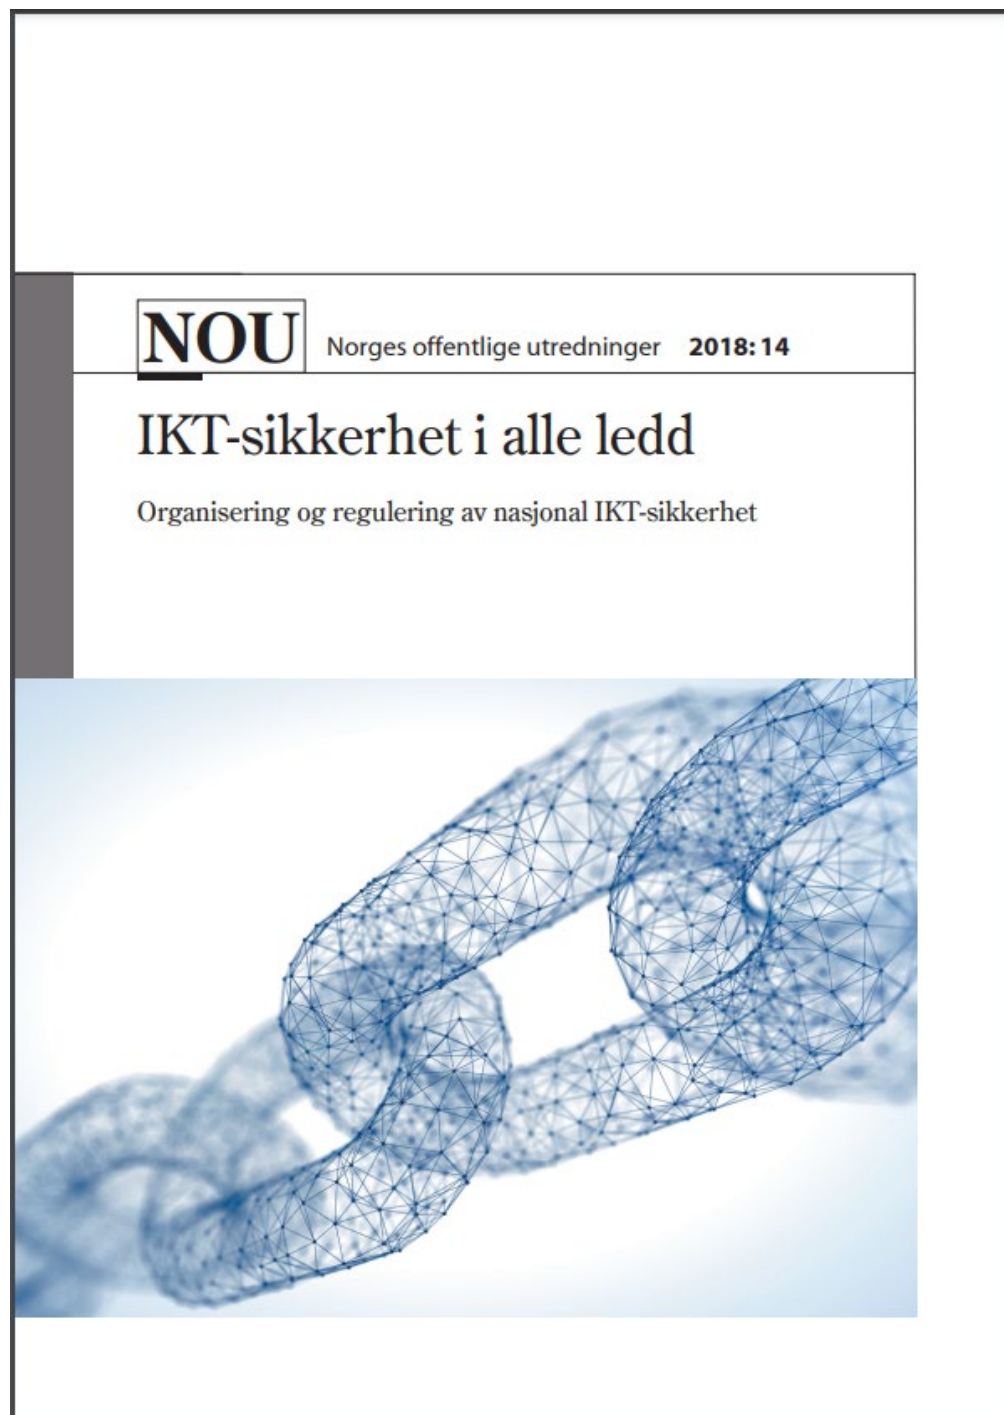 NOU Norges offentlige utredninger 2018: 14
IKT-sikkerhet i alle ledd
Organisering og regulering av nasjonal IKT-sikkerhet